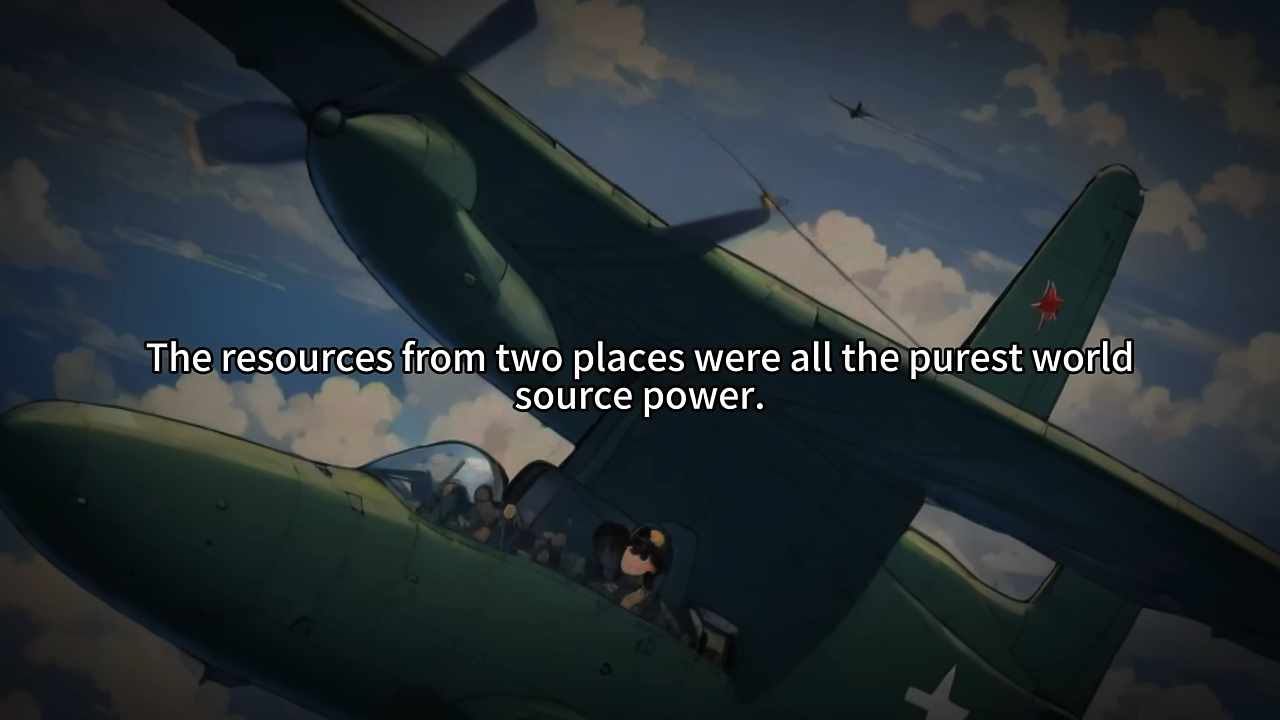 The resources from two places were all the purest world
source power.